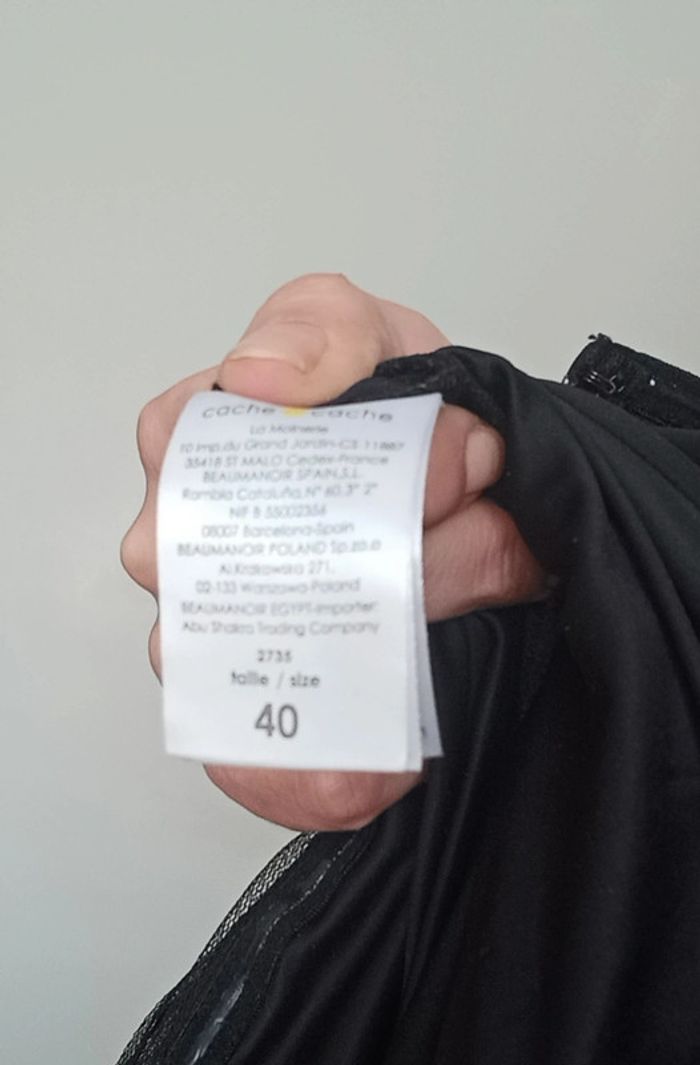 cache cache
La Molnerie
10 Imp.du Grand Jardin-CS 11867
35418 ST MALO Cedex-France
BEAUMANOIR SPAIN,S.L.
Rambla Cataluña,N° 60,3° 2°
NIF B 55002356
08007 Barcelona-Spain
BEAUMANOIR POLAND Sp.zo.o
Al.Krakowska 271,
02-133 Warszawa-Poland
BEAUMANOIR EGYPT-Importer:
Abu Shakra Trading Company
2735
taille / size
40